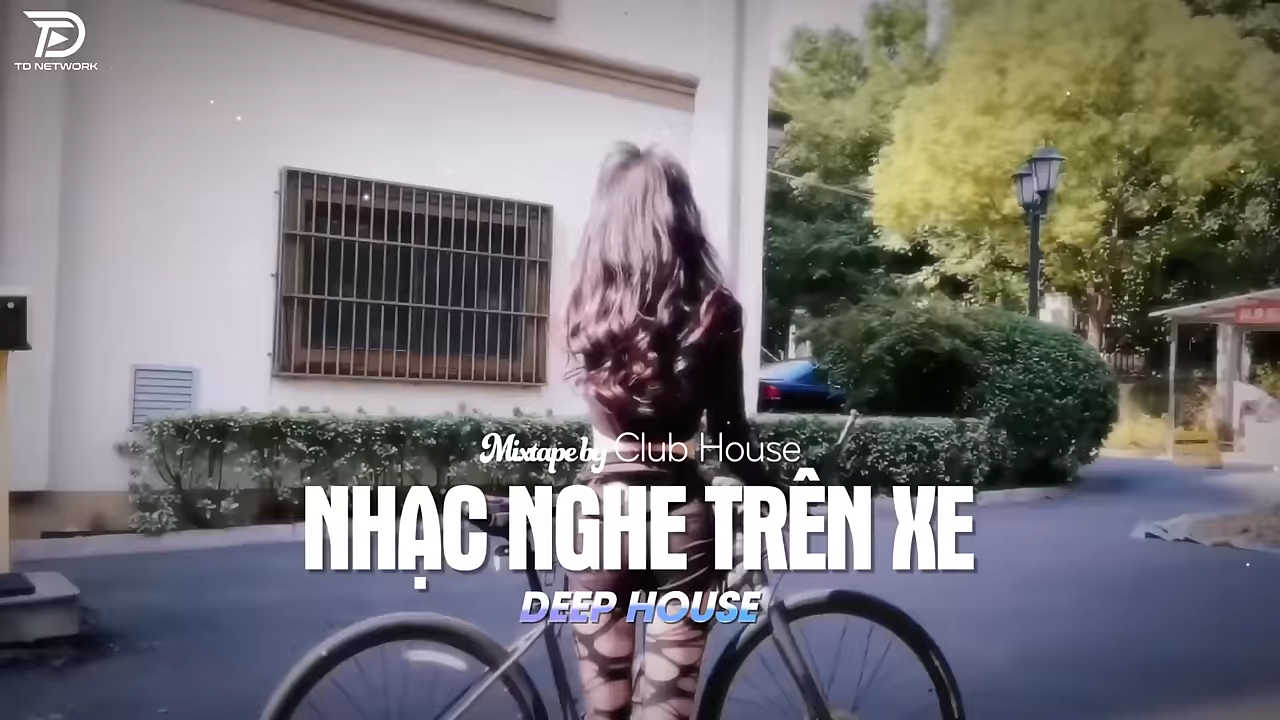 TD NETWORK
Mixtape by Club House
NHẠC NGHE TRÊN XE
DEEP HOUSE